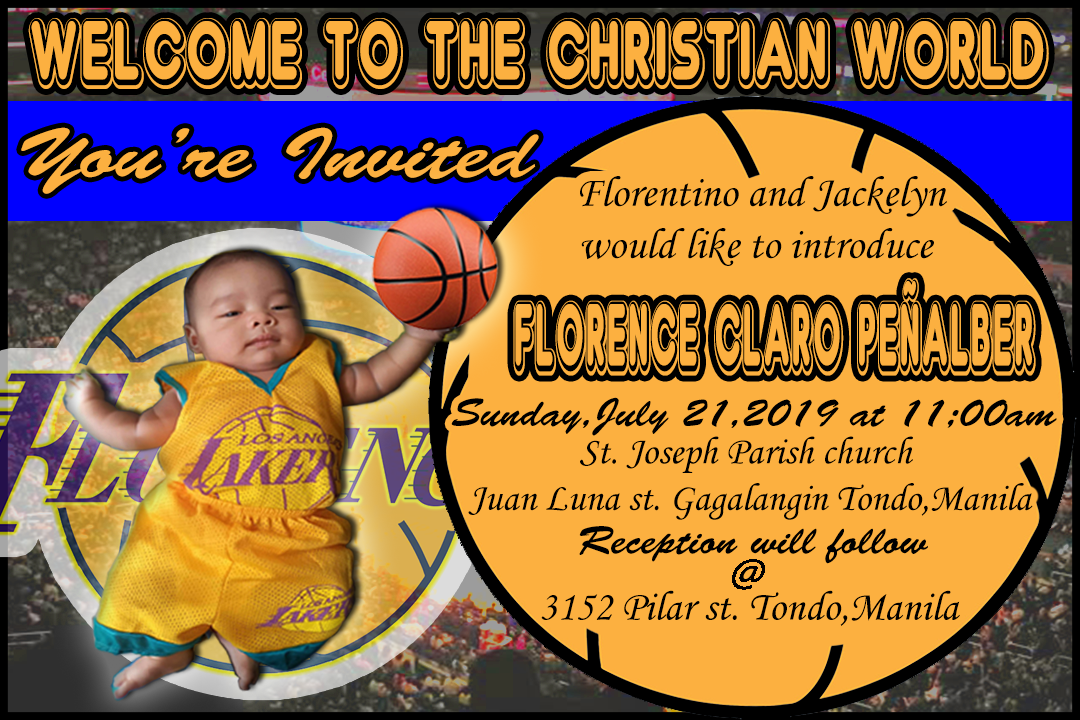 WELCOME TO THE CHRISTIAN WORLD
You're Invited
Florentino and Jackelyn
would like to introduce
FLORENCE CLARO PEÑALBER
Sunday,July 21,2019 at 11;00am
St. Joseph Parish church
Juan Luna st. Gagalangin Tondo,Manila
Reception will follow
@
3152 Pilar st. Tondo,Manila
LOS ANGELES
LAKERS